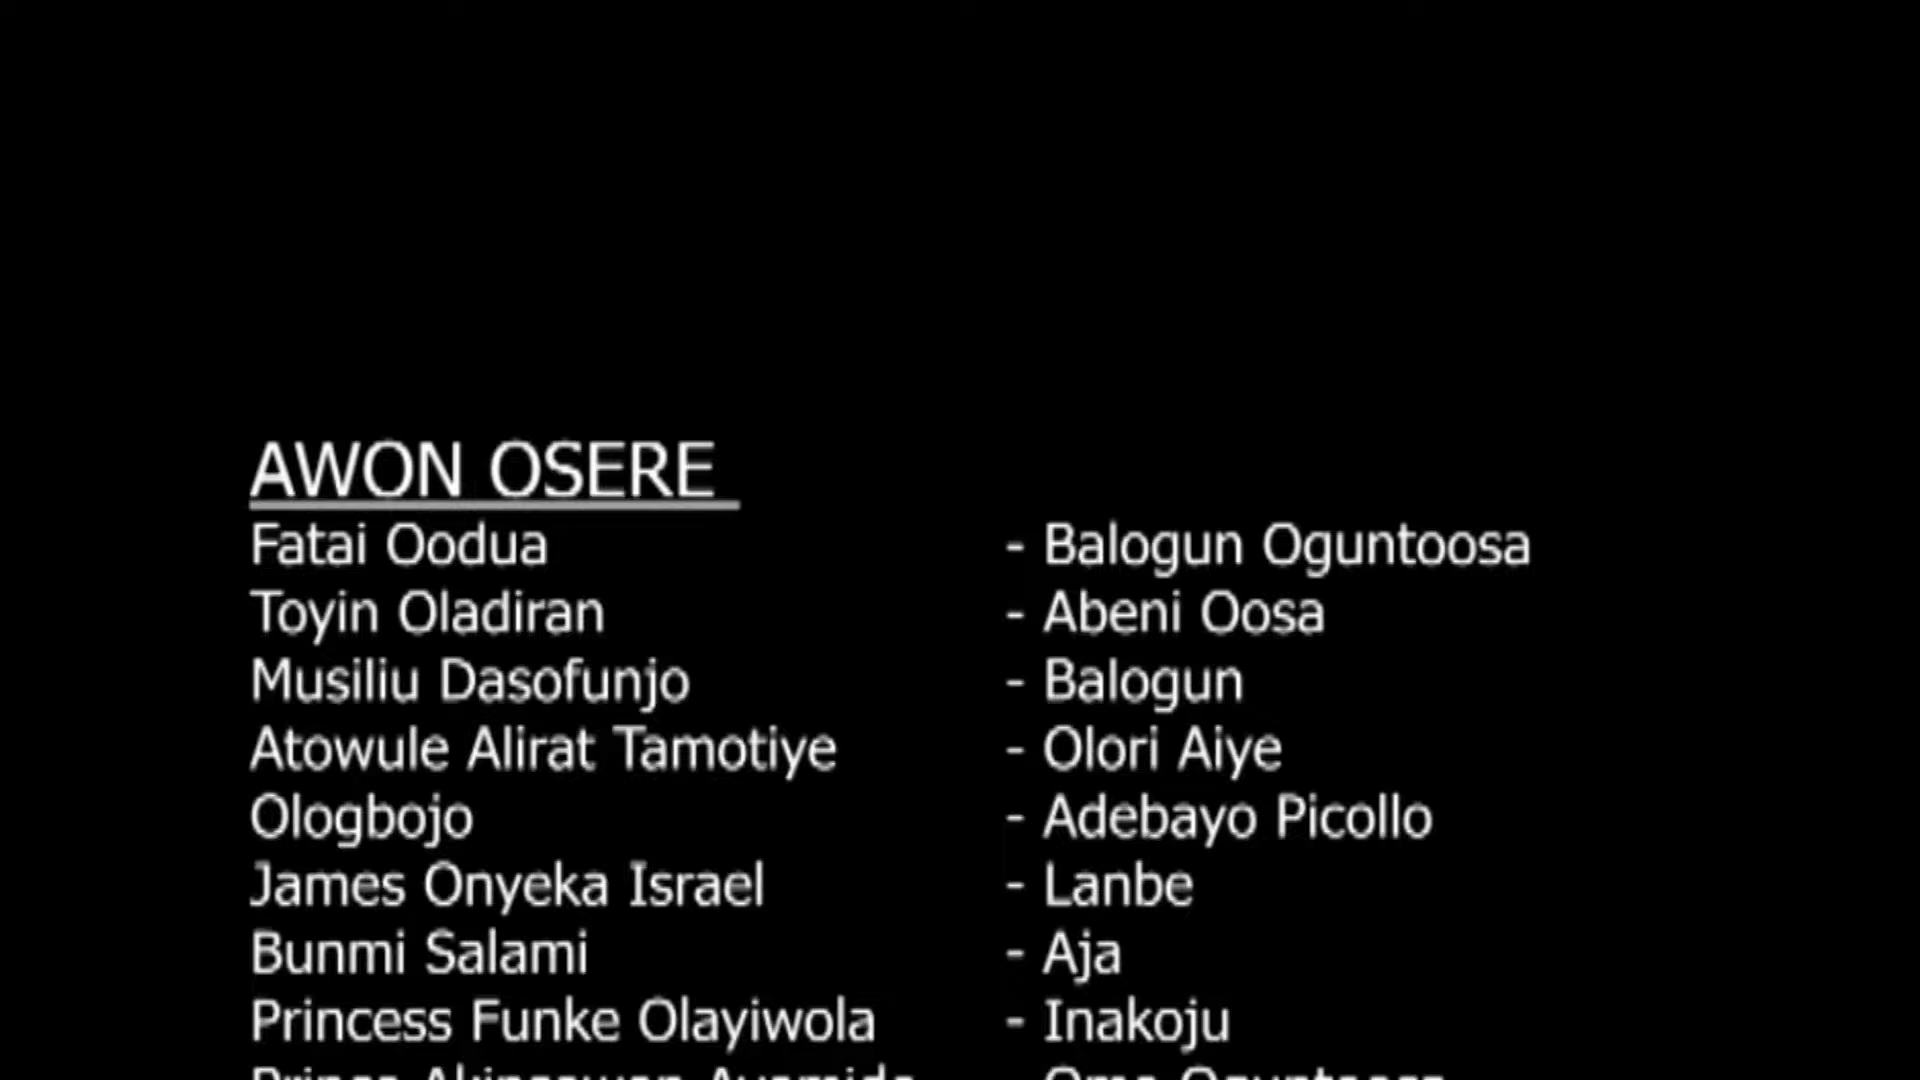 AWON OSERE
Fatai Oodua - Balogun Oguntoosa
Toyin Oladiran - Abeni Oosa
Musiliu Dasofunjo - Balogun
Atowule Alirat Tamotiye - Olori Aiye
Ologbojo - Adebayo Picollo
James Onyeka Israel - Lanbe
Bunmi Salami - Aja
Princess Funke Olayiwola - Inakoju